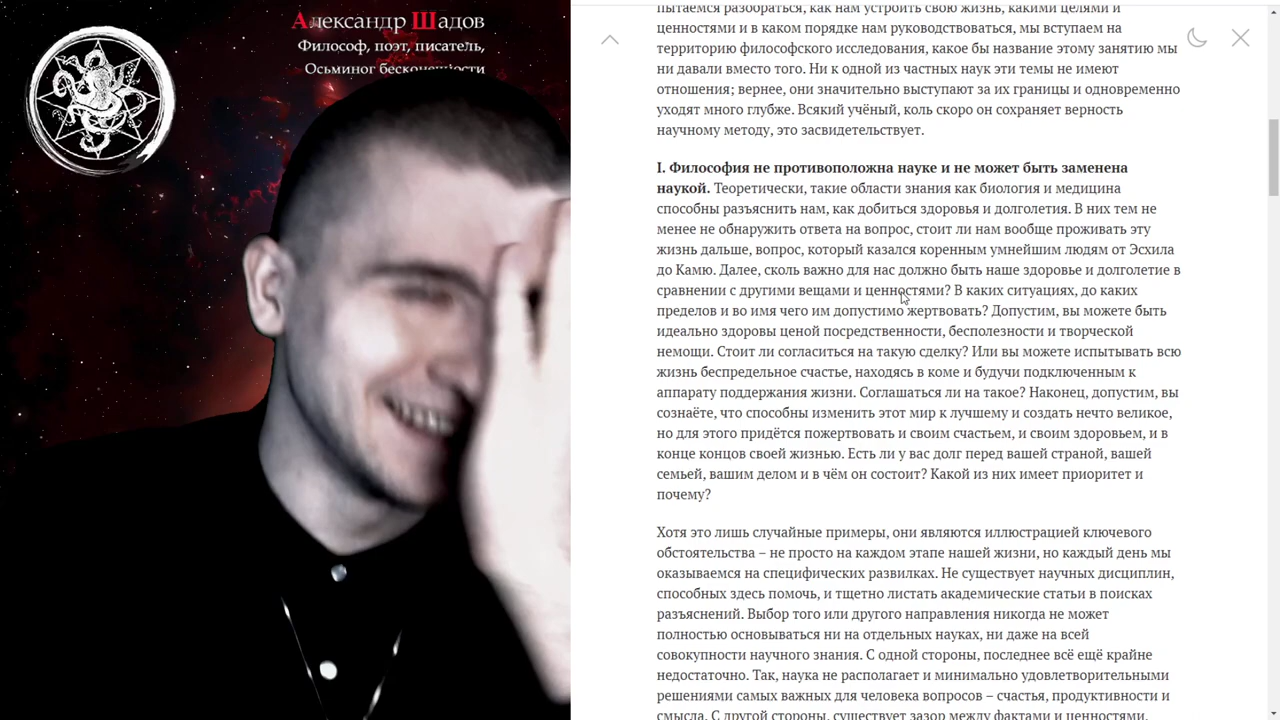 Александр Шадов
Философ, поэт, писатель,
Осьминог бесконечности
пытаемся разобраться, как нам устроить свою жизнь, какими целями и
ценностями и в каком порядке нам руководствоваться, мы вступаем на
территорию философского исследования, какое бы название этому занятию мы
ни давали вместо того. Ни к одной из частных наук эти темы не имеют
отношения; вернее, они значительно выступают за их границы и одновременно
уходят много глубже. Всякий учёный, коль скоро он сохраняет верность
научному методу, это засвидетельствует.
I. Философия не противоположна науке и не может быть заменена
наукой. Теоретически, такие области знания как биология и медицина
способны разъяснить нам, как добиться здоровья и долголетия. В них тем не
менее не обнаружить ответа на вопрос, стоит ли нам вообще проживать эту
жизнь дальше, вопрос, который казался коренным умнейшим людям от Эсхила
до Камю. Далее, сколь важно для нас должно быть наше здоровье и долголетие в
сравнении с другими вещами и ценностями? В каких ситуациях, до каких
пределов и во имя чего им допустимо жертвовать? Допустим, вы можете быть
идеально здоровы ценой посредственности, бесполезности и творческой
немощи. Стоит ли согласиться на такую сделку? Или вы можете испытывать всю
жизнь беспредельное счастье, находясь в коме и будучи подключенным к
аппарату поддержания жизни. Соглашаться ли на такое? Наконец, допустим, вы
сознаёте, что способны изменить этот мир к лучшему и создать нечто великое,
но для этого придётся пожертвовать и своим счастьем, и своим здоровьем, и в
конце концов своей жизнью. Есть ли у вас долг перед вашей страной, вашей
семьей, вашим делом и в чём он состоит? Какой из них имеет приоритет и
почему?
Хотя это лишь случайные примеры, они являются иллюстрацией ключевого
обстоятельства – не просто на каждом этапе нашей жизни, но каждый день мы
оказываемся на специфических развилках. Не существует научных дисциплин,
способных здесь помочь, и тщетно листать академические статьи в поисках
разъяснений. Выбор того или другого направления никогда не может
полностью основываться ни на отдельных науках, ни даже на всей
совокупности научного знания. С одной стороны, последнее всё ещё крайне
недостаточно. Так, наука не располагает и минимально удовлетворительными
решениями самых важных для человека вопросов – счастья, продуктивности и
смысла. С другой стороны, существует зазор между фактами и ценностями.